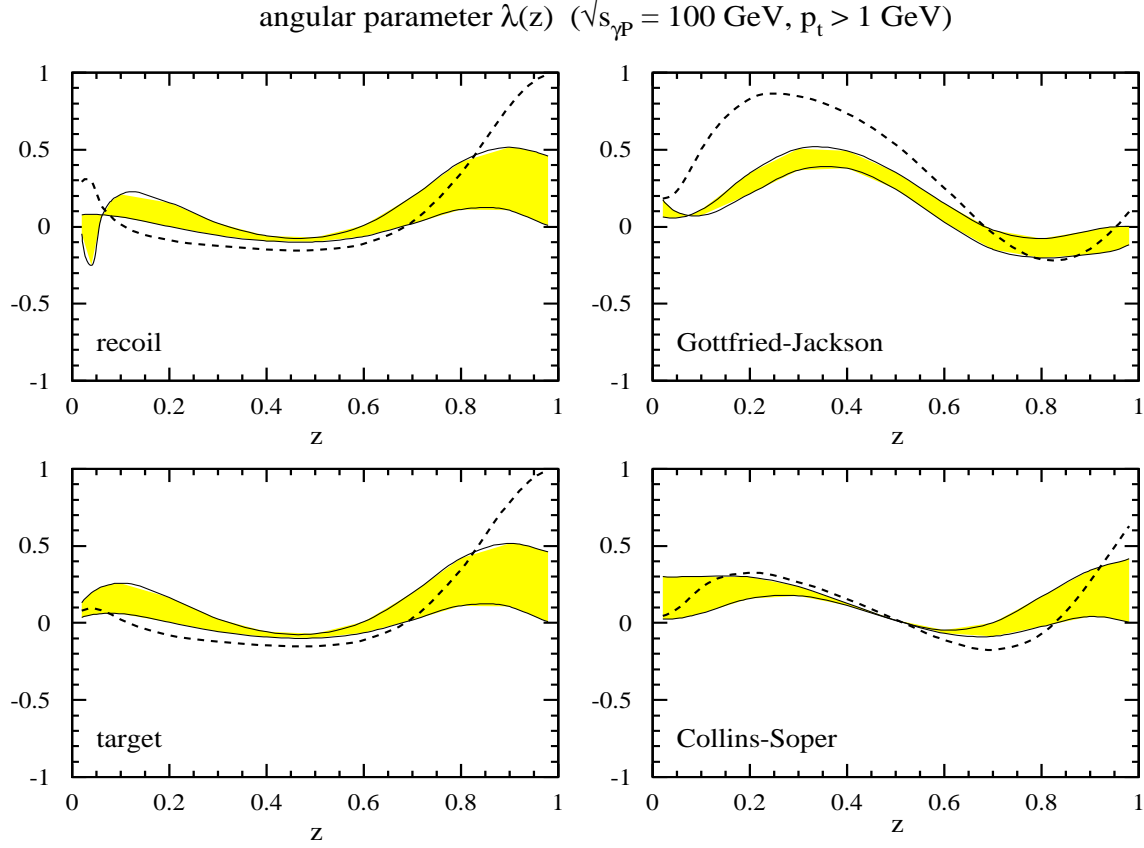 angular parameter λ(z) (√s_γP = 100 GeV, p_t > 1 GeV)
1
0.5
0
-0.5
-1
recoil
0 0.2 0.4 0.6 0.8 1
z
1
0.5
0
-0.5
-1
Gottfried-Jackson
0 0.2 0.4 0.6 0.8 1
z
1
0.5
0
-0.5
-1
target
0 0.2 0.4 0.6 0.8 1
z
1
0.5
0
-0.5
-1
Collins-Soper
0 0.2 0.4 0.6 0.8 1
z